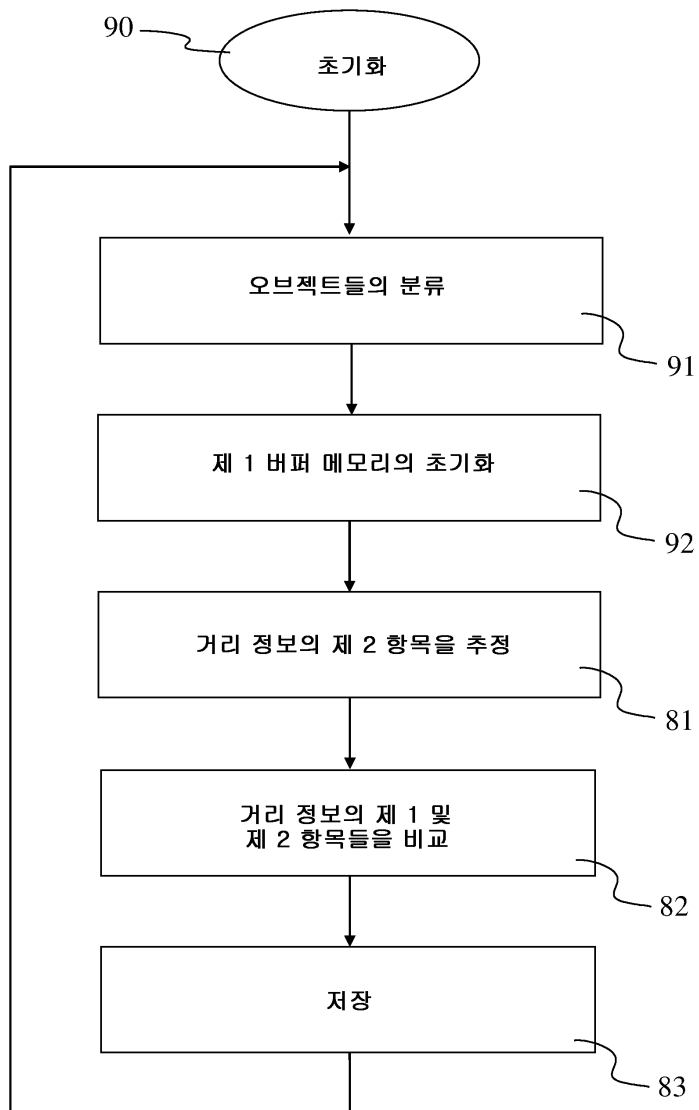 90
초기화
오브젝트들의 분류
91
제 1 버퍼 메모리의 초기화
92
거리 정보의 제 2 항목을 추정
81
거리 정보의 제 1 및
제 2 항목들을 비교
82
저장
83